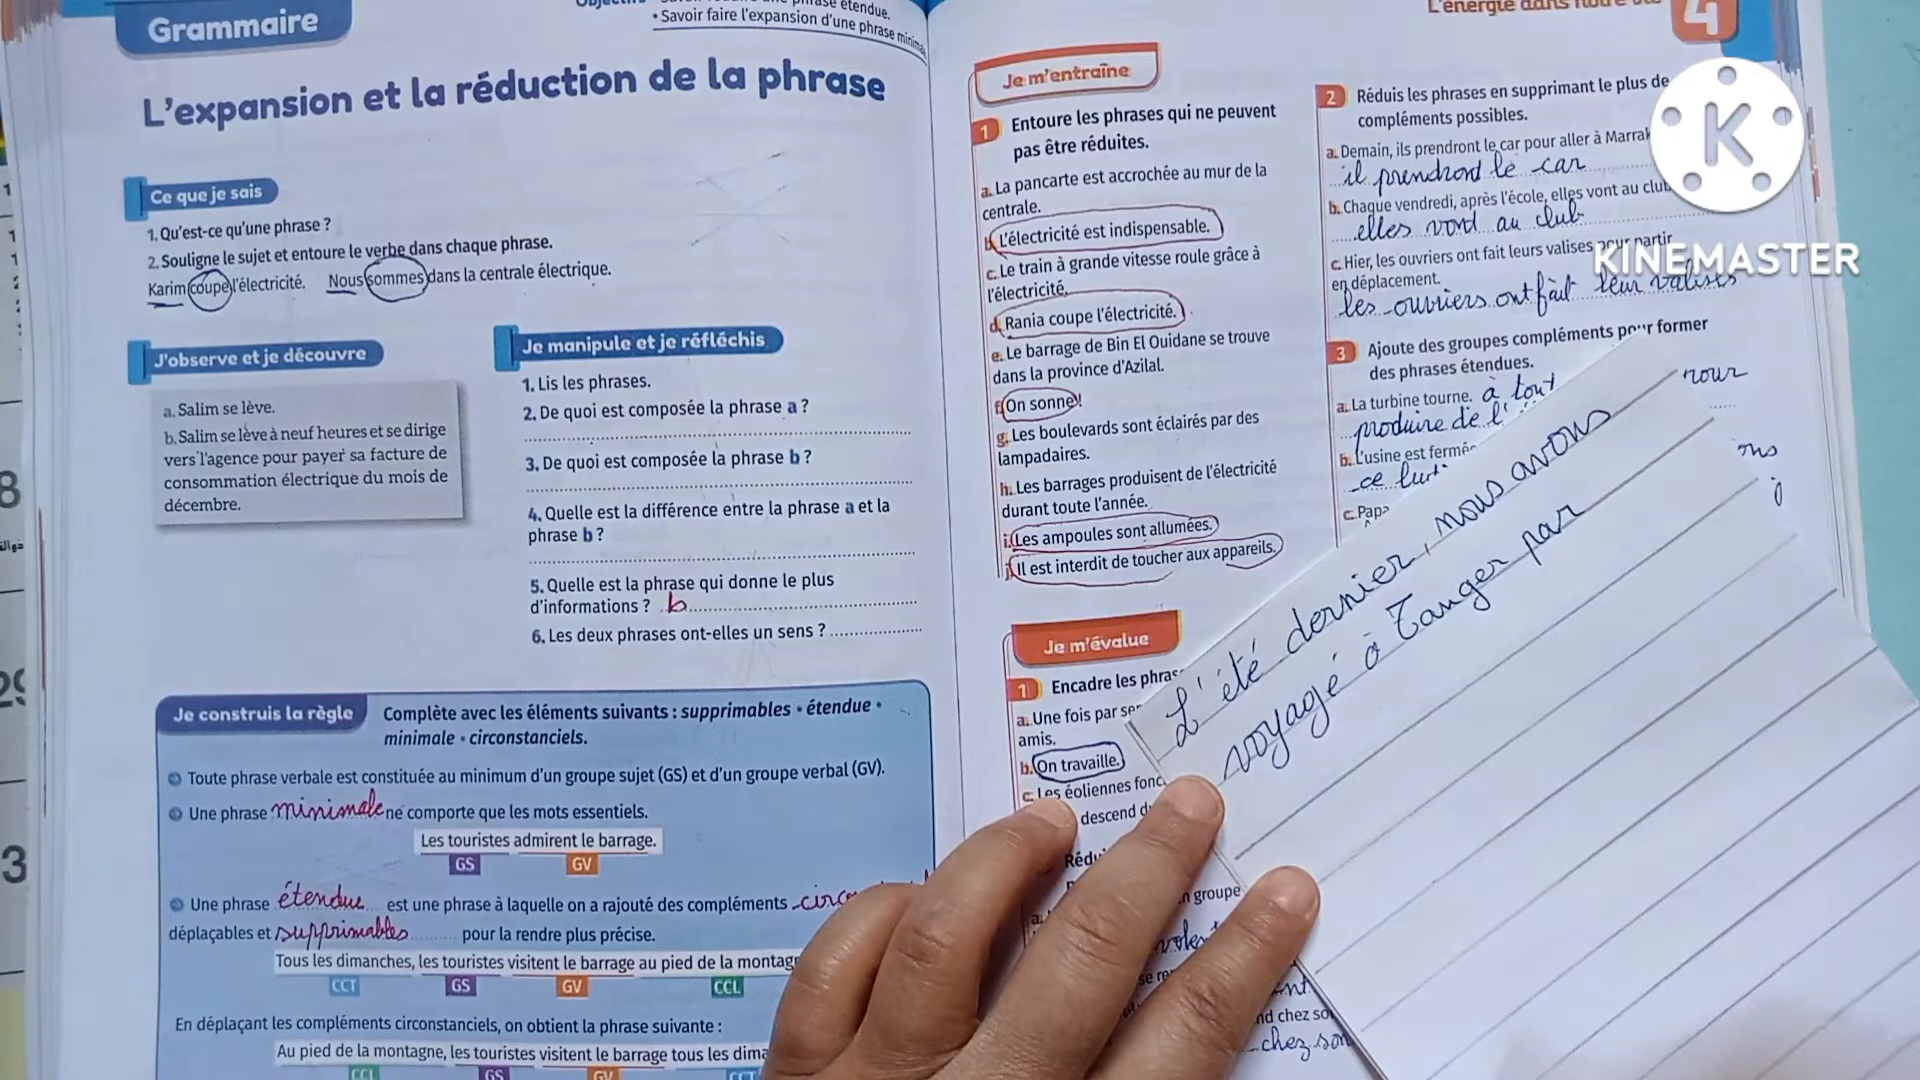 Grammaire
• Savoir faire l'expansion d'une phrase
L'expansion et la réduction de la phrase
Ce que je sais
1. Qu'est-ce qu'une phrase ?
2. Souligne le sujet et entoure le verbe dans chaque phrase.
Karim coupe l'électricité. Nous sommes dans la centrale électrique.
J'observe et je découvre
a. Salim se lève.
b. Salim se lève à neuf heures et se dirige
vers l'agence pour payer sa facture de
consommation électrique du mois de
décembre.
Je manipule et je réfléchis
1. Lis les phrases.
2. De quoi est composée la phrase a ?
3. De quoi est composée la phrase b ?
4. Quelle est la différence entre la phrase a et la
phrase b ?
5. Quelle est la phrase qui donne le plus
d'informations ? b
6. Les deux phrases ont-elles un sens ?
Je construis la règle
Complète avec les éléments suivants : supprimables • étendue •
minimale • circonstanciels.
Toute phrase verbale est constituée au minimum d'un groupe sujet (GS) et d'un groupe verbal (GV).
Une phrase minimale ne comporte que les mots essentiels.
Les touristes admirent le barrage.
GS GV
Une phrase étendue est une phrase à laquelle on a rajouté des compléments
déplaçables et supprimables pour la rendre plus précise.
Tous les dimanches, les touristes visitent le barrage au pied de la montag
CCT GS GV CCL
En déplaçant les compléments circonstanciels, on obtient la phrase suivante :
Au pied de la montagne, les touristes visitent le barrage tous les dima
CCL GS GV CCT
4
Je m'entraîne
1 Entoure les phrases qui ne peuvent
pas être réduites.
a. La pancarte est accrochée au mur de la
centrale.
b. L'électricité est indispensable.
c. Le train à grande vitesse roule grâce à
l'électricité.
d. Rania coupe l'électricité.
e. Le barrage de Bin El Ouidane se trouve
dans la province d'Azilal.
f. On sonne !
g. Les boulevards sont éclairés par des
lampadaires.
h. Les barrages produisent de l'électricité
durant toute l'année.
i. Les ampoules sont allumées.
j. Il est interdit de toucher aux appareils.
Je m'évalue
1 Encadre les phras
a. Une fois par se
amis.
b. On travaille.
c. Les éoliennes fonc
descend d
Rédu
n groupe
nd chez so
chez son
2 Réduis les phrases en supprimant le plus de
compléments possibles.
a. Demain, ils prendront le car pour aller à Marrak
il prendront le car
b. Chaque vendredi, après l'école, elles vont au club
elles vont au club
c. Hier, les ouvriers ont fait leurs valises pour partir
en déplacement.
les ouvriers ont fait leur valises
3 Ajoute des groupes compléments pour former
des phrases étendues.
a. La turbine tourne. à tout
produire de l'
b. L'usine est fermé
c. Papa
L'été dernier, nous avons
voyagé à Tanger par
K
KINEMASTER